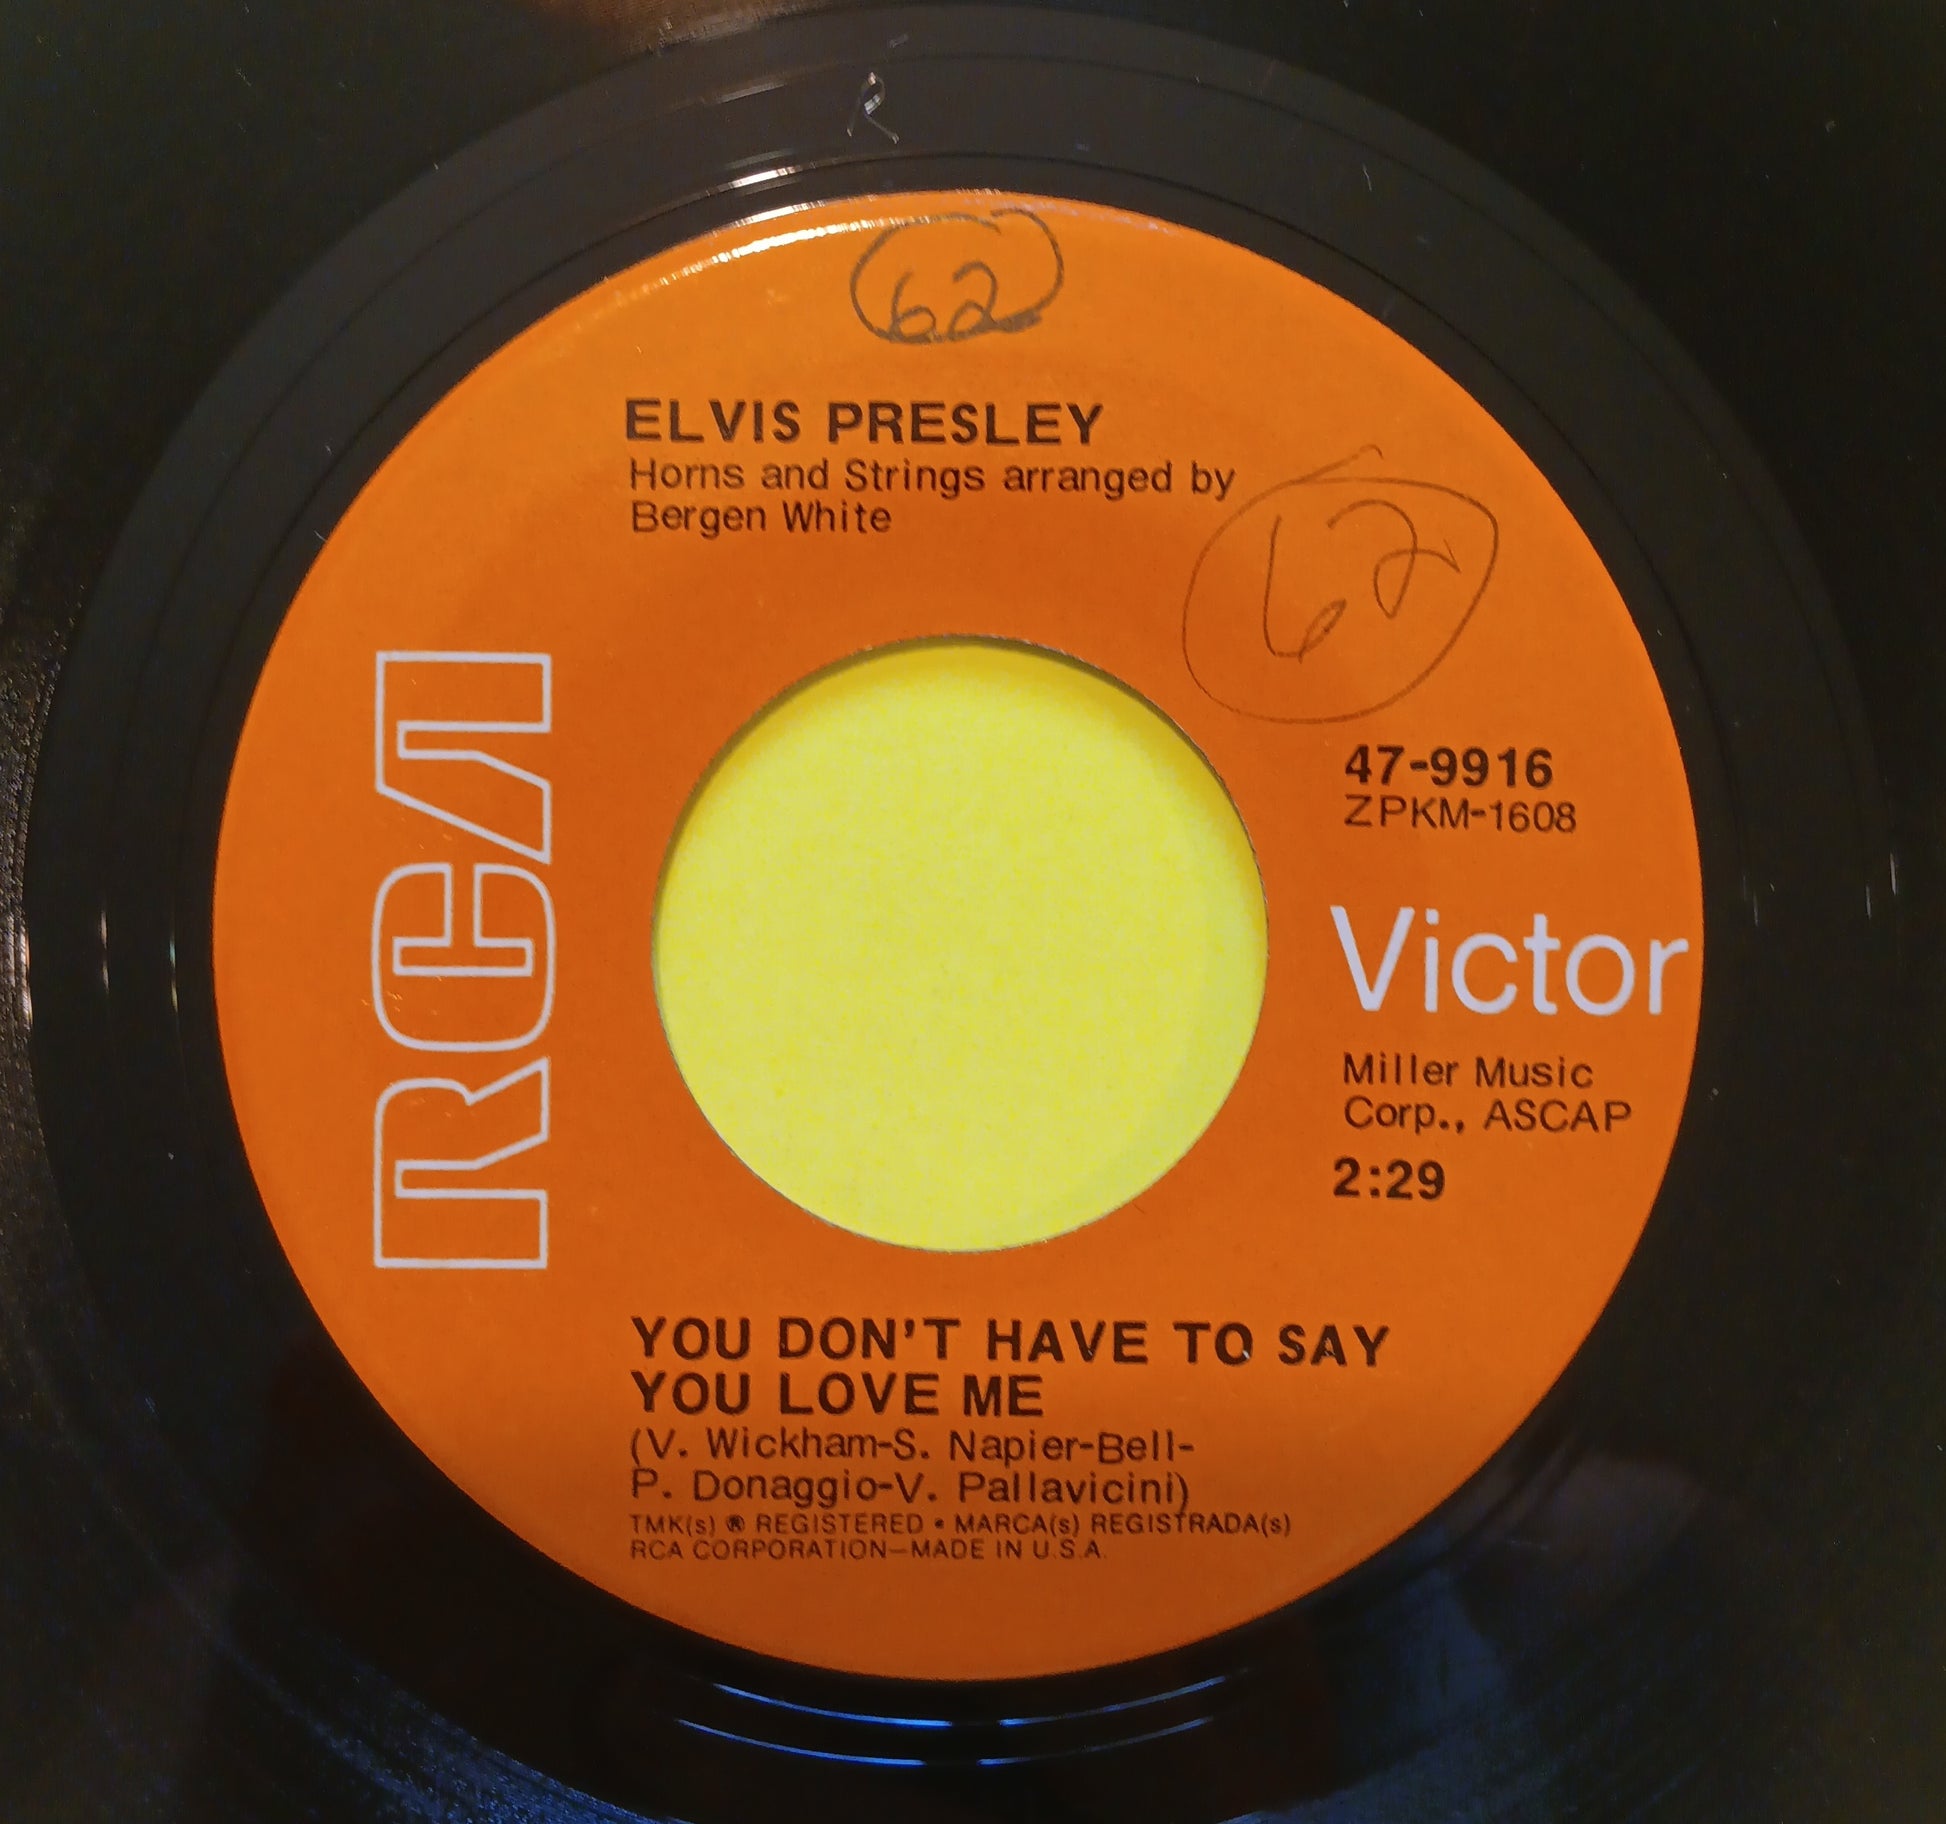 R
62
ELVIS PRESLEY
Horns and Strings arranged by
Bergen White
62
RCA
47-9916
ZPKM-1608
Victor
Miller Music
Corp., ASCAP
2:29
YOU DON'T HAVE TO SAY
YOU LOVE ME
(V. Wickham-S. Napier-Bell-
P. Donaggio-V. Pallavicini)
TMK(s) ® REGISTERED • MARCA(s) REGISTRADA(s)
RCA CORPORATION—MADE IN U.S.A.